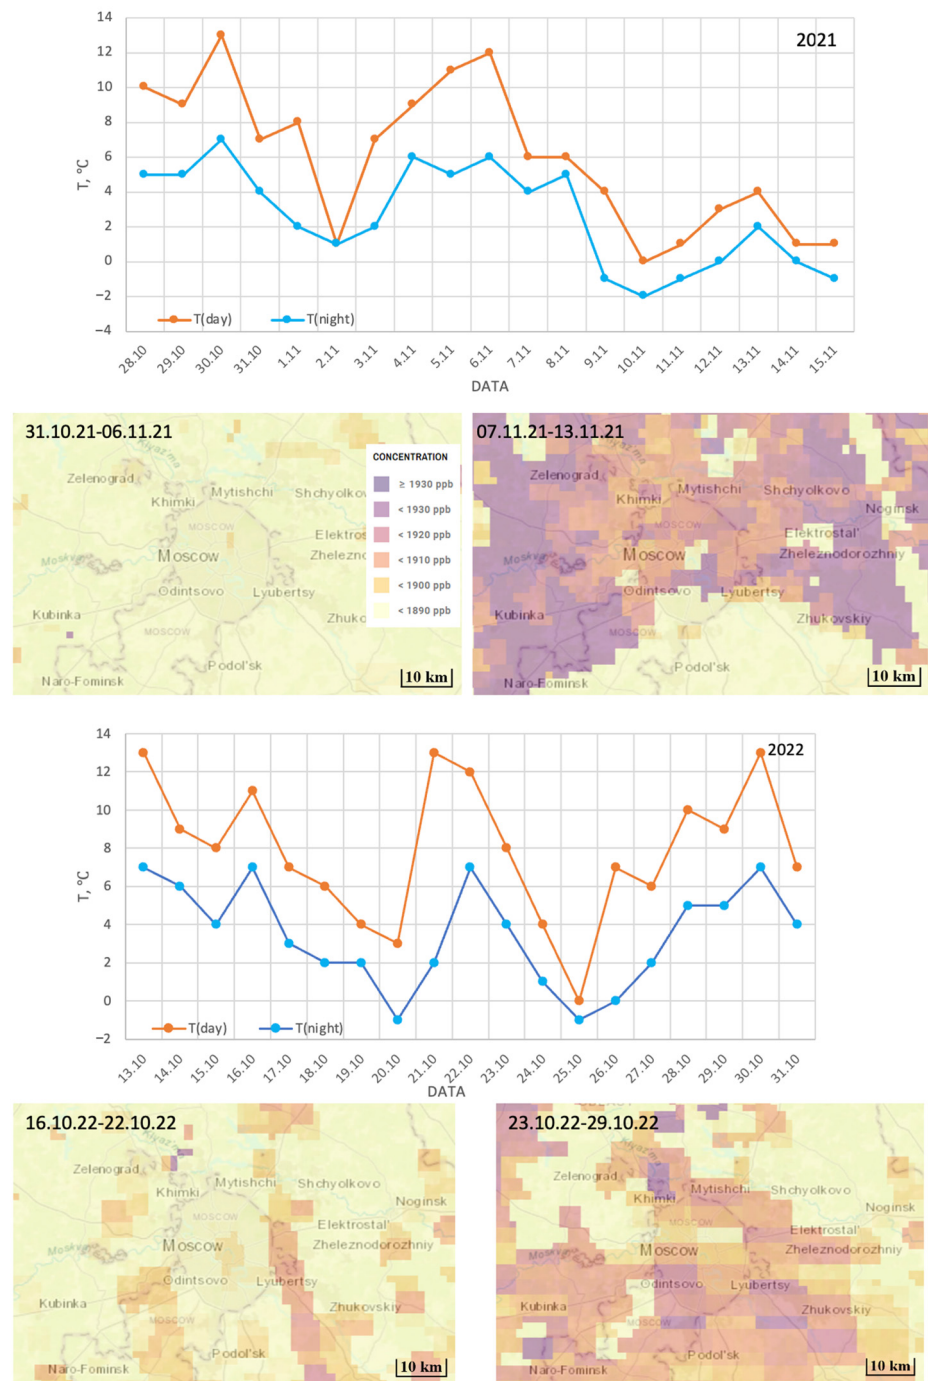 14
2021
12
10
8
6
4
2
0
−2
−4
T, °C
T(day)
T(night)
28.10
29.10
30.10
31.10
1.11
2.11
3.11
4.11
5.11
6.11
7.11
8.11
9.11
10.11
11.11
12.11
13.11
14.11
15.11
DATA
31.10.21-06.11.21
Zelenograd
Mytishchi
Shchyolkovo
Khimki
MOSCOW
Elektrostal'
Moscow
Odintsovo
Lyubertsy
Kubinka
MOSCOW
Podol'sk
Naro-Fominsk
10 km
CONCENTRATION
≥ 1930 ppb
< 1930 ppb
< 1920 ppb
< 1910 ppb
< 1900 ppb
< 1890 ppb
07.11.21-13.11.21
Zelenograd
Mytishchi
Shchyolkovo
Khimki
Noginsk
MOSCOW
Elektrostal'
Moscow
Zheleznodorozhniy
Odintsovo
Lyubertsy
Kubinka
Zhukovskiy
MOSCOW
Podol'sk
Naro-Fominsk
10 km
14
2022
12
10
8
6
4
2
0
−2
T, °C
T(day)
T(night)
13.10
14.10
15.10
16.10
17.10
18.10
19.10
20.10
21.10
22.10
23.10
24.10
25.10
26.10
27.10
28.10
29.10
30.10
31.10
DATA
16.10.22-22.10.22
Zelenograd
Mytishchi
Shchyolkovo
Khimki
Noginsk
MOSCOW
Elektrostal'
Moscow
Zheleznodorozhniy
Odintsovo
Lyubertsy
Kubinka
Zhukovskiy
MOSCOW
Podol'sk
Naro-Fominsk
10 km
23.10.22-29.10.22
Zelenograd
Mytishchi
Shchyolkovo
Khimki
Noginsk
MOSCOW
Elektrostal'
Moscow
Zheleznodorozhniy
Odintsovo
Lyubertsy
Kubinka
Zhukovskiy
MOSCOW
Podol'sk
Naro-Fominsk
10 km